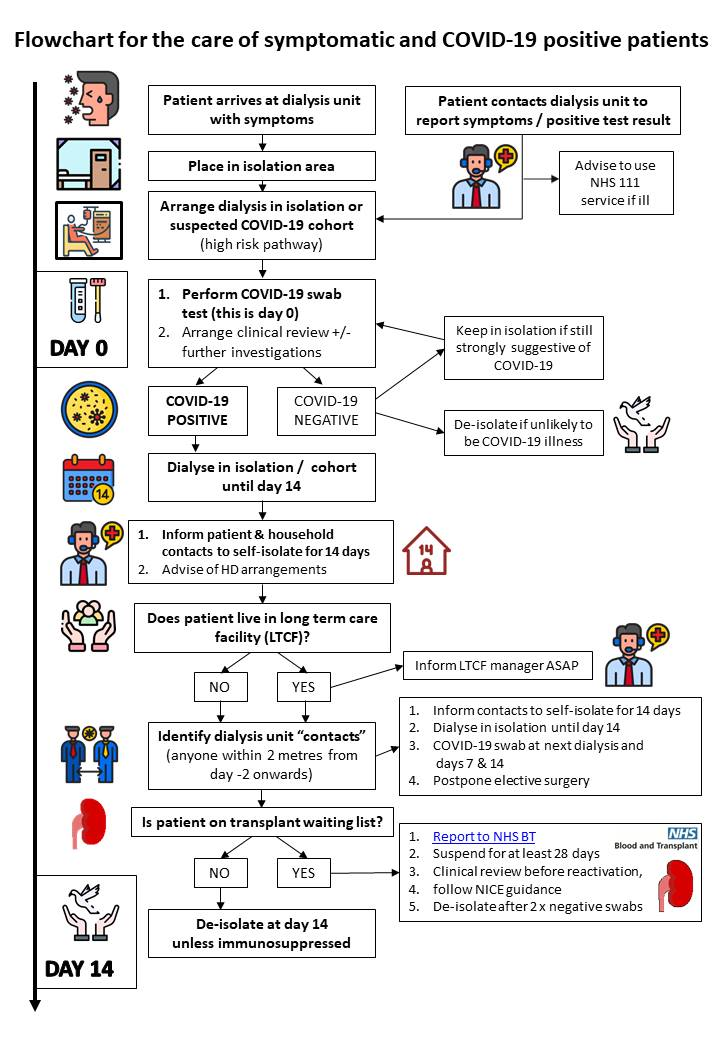 Flowchart for the care of symptomatic and COVID-19 positive patients
Patient arrives at dialysis unit
with symptoms
Patient contacts dialysis unit to
report symptoms / positive test result
Place in isolation area
Advise to use
NHS 111
service if ill
Arrange dialysis in isolation or
suspected COVID-19 cohort
(high risk pathway)
DAY 0
1. Perform COVID-19 swab
test (this is day 0)
2. Arrange clinical review +/-
further investigations
Keep in isolation if still
strongly suggestive of
COVID-19
COVID-19
POSITIVE
COVID-19
NEGATIVE
De-isolate if unlikely to
be COVID-19 illness
14
Dialyse in isolation / cohort
until day 14
1. Inform patient & household
contacts to self-isolate for 14 days
2. Advise of HD arrangements
14
Does patient live in long term care
facility (LTCF)?
Inform LTCF manager ASAP
NO
YES
Identify dialysis unit “contacts”
(anyone within 2 metres from
day -2 onwards)
1. Inform contacts to self-isolate for 14 days
2. Dialyse in isolation until day 14
3. COVID-19 swab at next dialysis and
days 7 & 14
4. Postpone elective surgery
Is patient on transplant waiting list?
NO
YES
1. Report to NHS BT
2. Suspend for at least 28 days
3. Clinical review before reactivation,
4. follow NICE guidance
5. De-isolate after 2 x negative swabs
NHS
Blood and Transplant
De-isolate at day 14
unless immunosuppressed
DAY 14